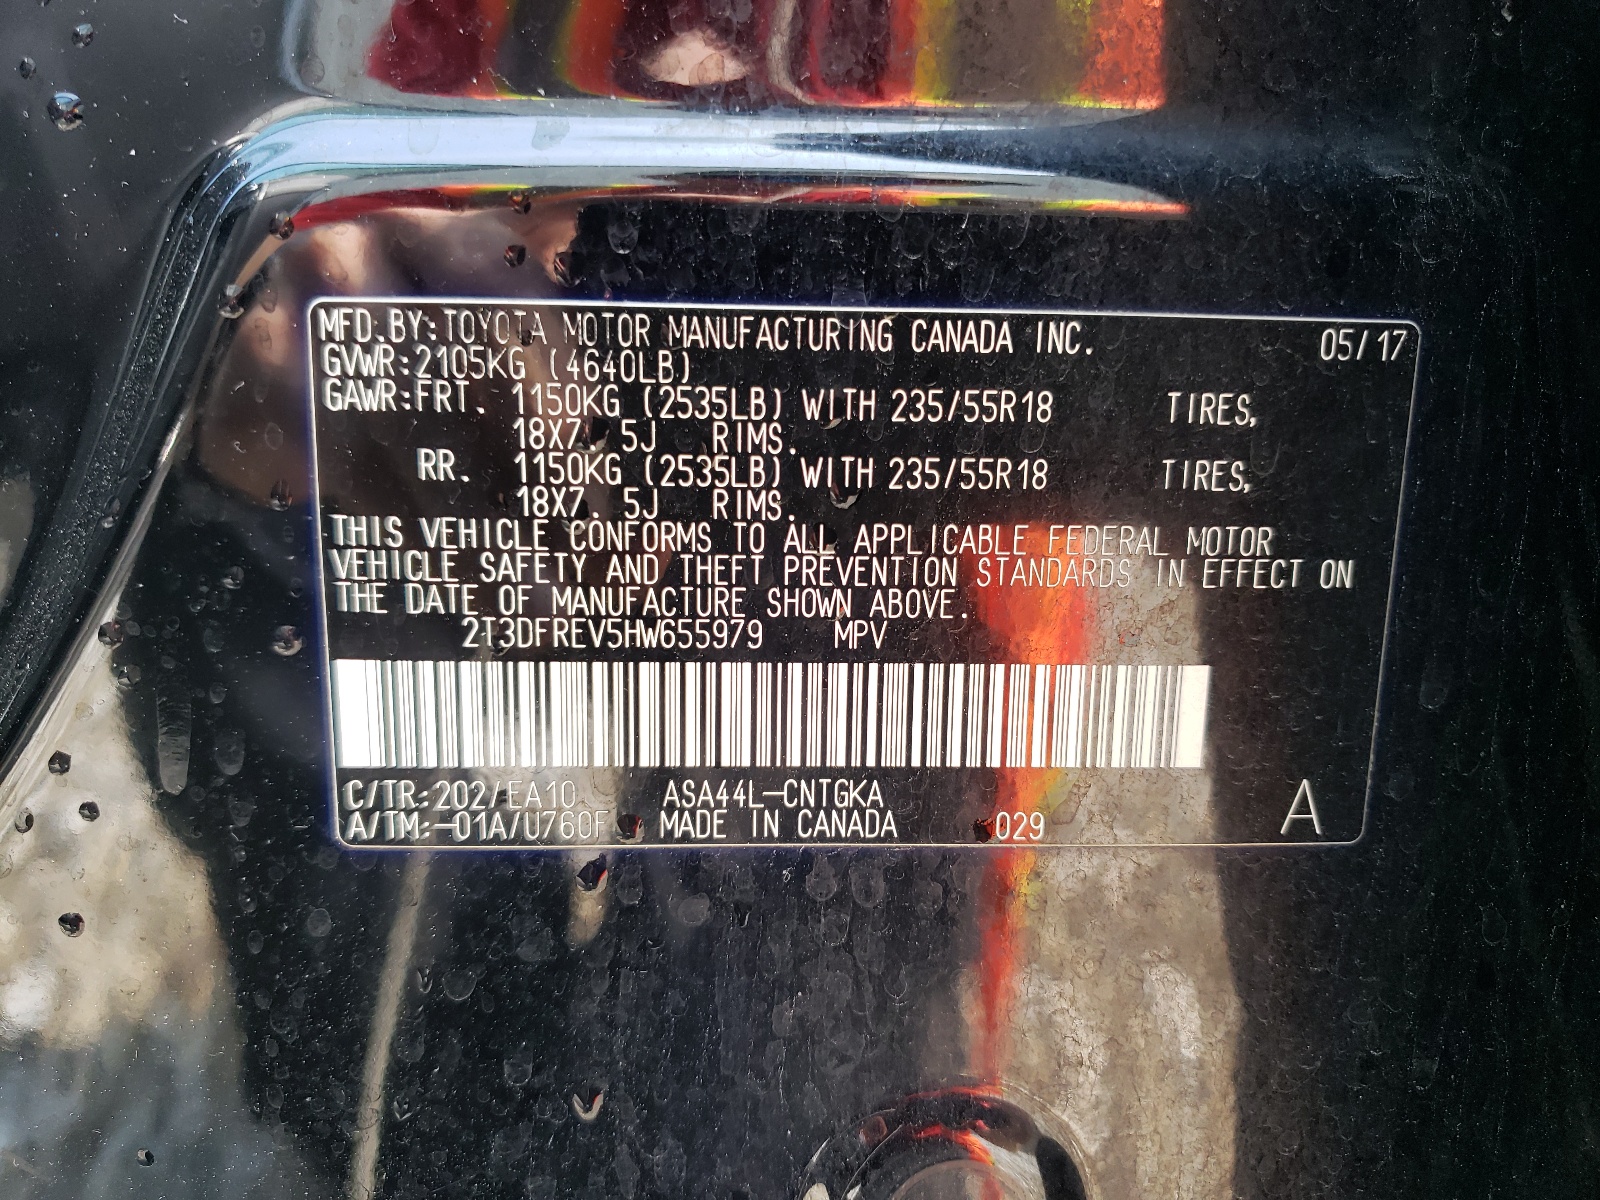 MFD.BY:TOYOTA MOTOR MANUFACTURING CANADA INC. 05/17
GVWR:2105KG (4640LB)
GAWR:FRT. 1150KG (2535LB) WITH 235/55R18 TIRES,
18X7. 5J RIMS.
RR. 1150KG (2535LB) WITH 235/55R18 TIRES,
18X7. 5J RIMS.
THIS VEHICLE CONFORMS TO ALL APPLICABLE FEDERAL MOTOR
VEHICLE SAFETY AND THEFT PREVENTION STANDARDS IN EFFECT ON
THE DATE OF MANUFACTURE SHOWN ABOVE.
2T3DFREV5HW655979 MPV
C/TR:202/EA10 ASA44L-CNTGKA
A/TM:-01A/U760F MADE IN CANADA 029 A